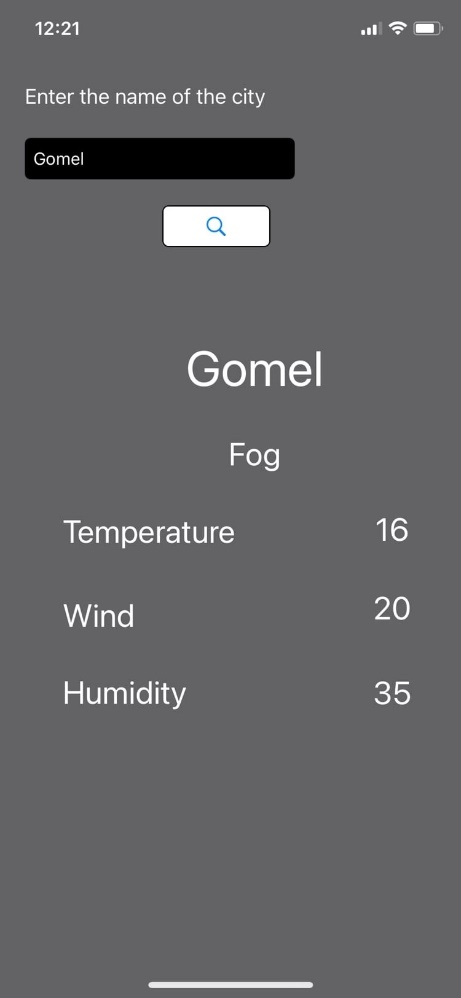 12:21
Enter the name of the city
Gomel
Gomel
Fog
Temperature 16
Wind 20
Humidity 35